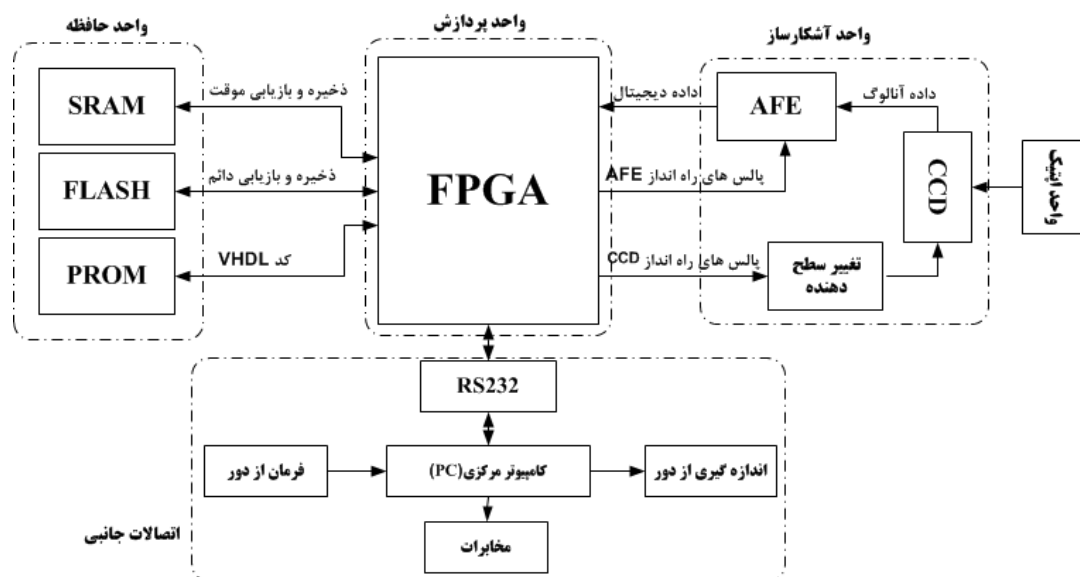 واحد حافظه
واحد پردازش
واحد آشکارساز
SRAM
FLASH
PROM
ذخیره و بازیابی موقت
ذخیره و بازیابی دائم
کد VHDL
FPGA
داده دیجیتال
پالس های راه انداز AFE
پالس های راه انداز CCD
AFE
داده آنالوگ
CCD
تغییر سطح
دهنده
واحد اپتیک
RS232
فرمان از دور
کامپیوتر مرکزی(PC)
اندازه گیری از دور
مخابرات
اتصالات جانبی